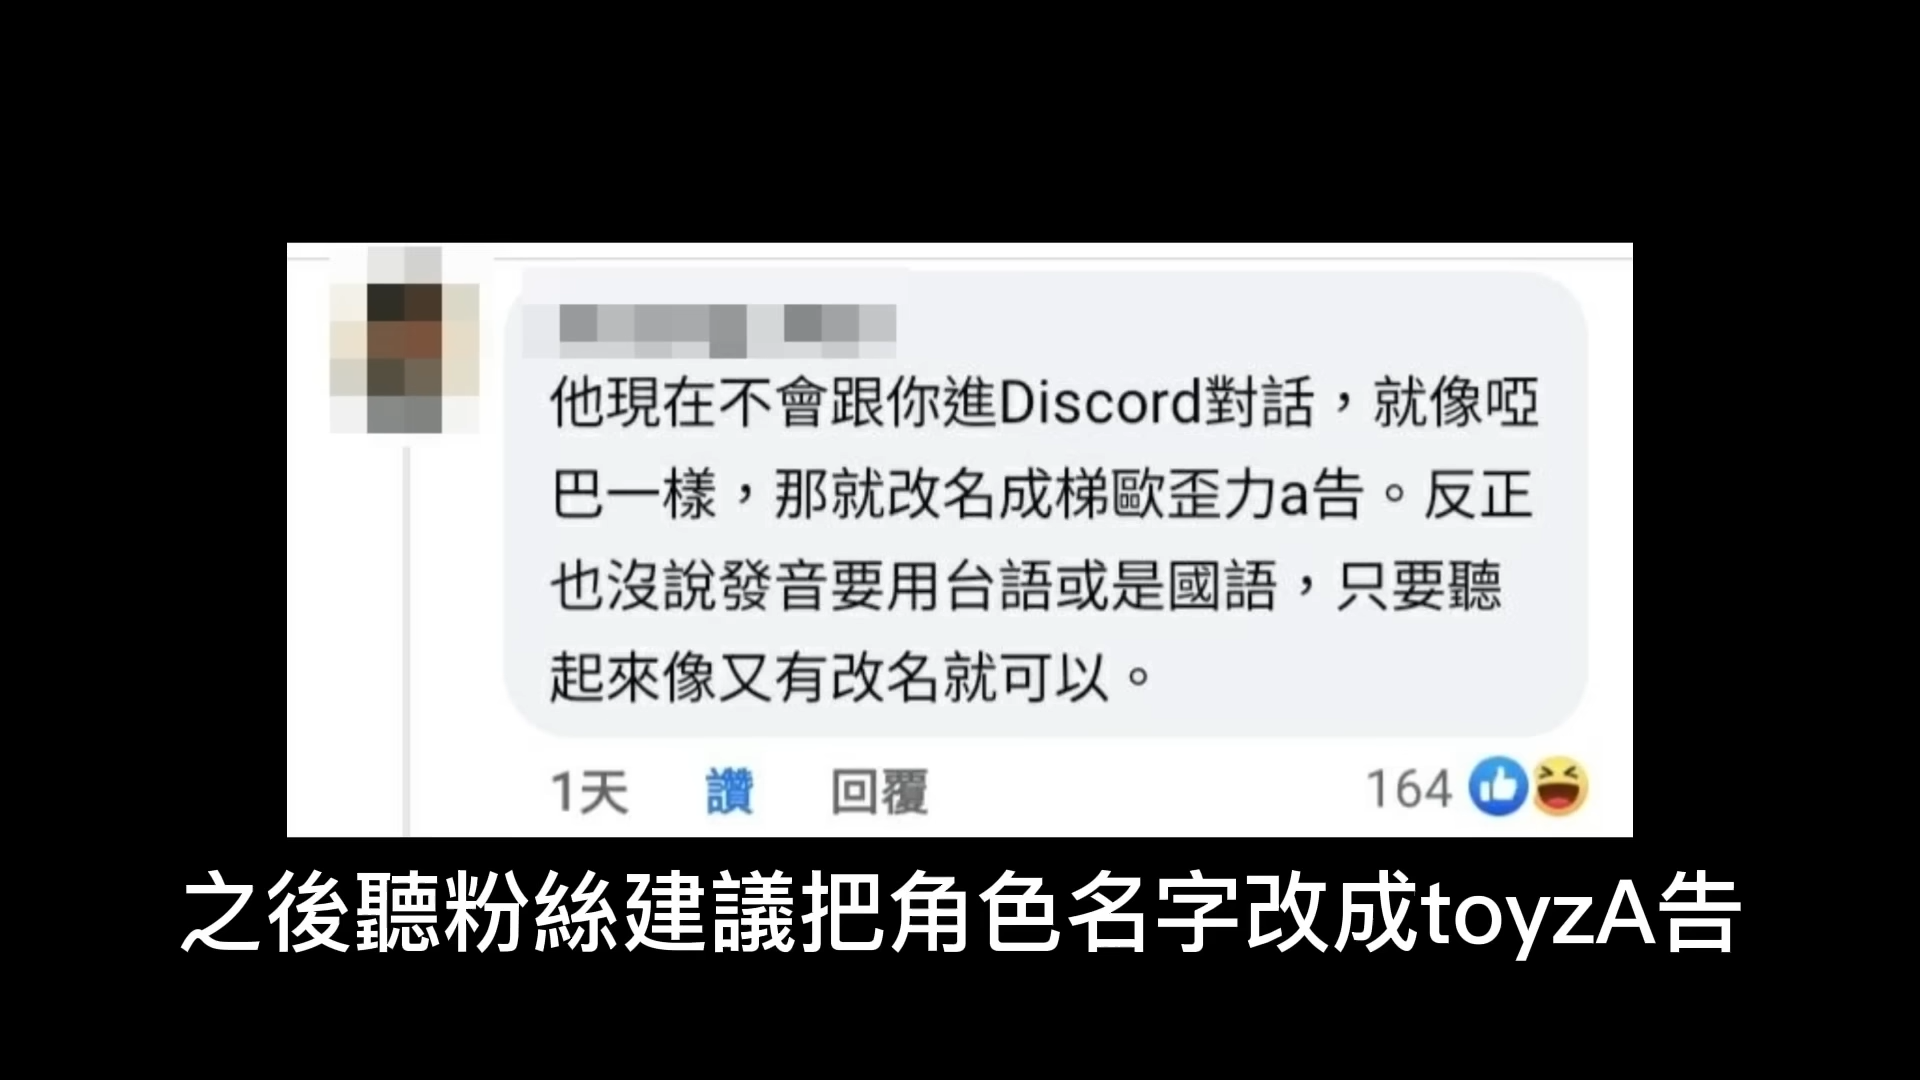 他現在不會跟你進Discord對話，就像啞
巴一樣，那就改名成梯歐歪力a告。反正
也沒說發音要用台語或是國語，只要聽
起來像又有改名就可以。
1天 讚 回覆 164
之後聽粉絲建議把角色名字改成toyzA告